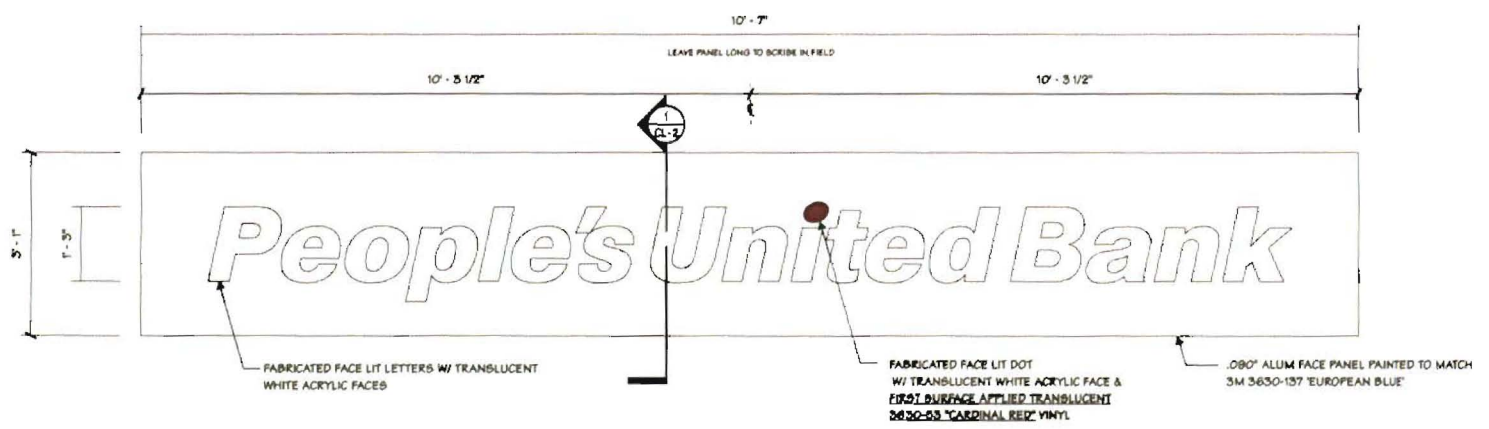 10' - 7"
LEAVE PANEL LONG TO SCRIBE IN FIELD
10' - 3 1/2"
10' - 3 1/2"
1
CL-2
3' - 1"
1' - 3"
People's United Bank
FABRICATED FACE LIT LETTERS W/ TRANSLUCENT
WHITE ACRYLIC FACES
FABRICATED FACE LIT DOT
W/ TRANSLUCENT WHITE ACRYLIC FACE &
FIRST SURFACE APPLIED TRANSLUCENT
3630-53 "CARDINAL RED" VINYL
.090" ALUM FACE PANEL PAINTED TO MATCH
3M 3630-137 'EUROPEAN BLUE'